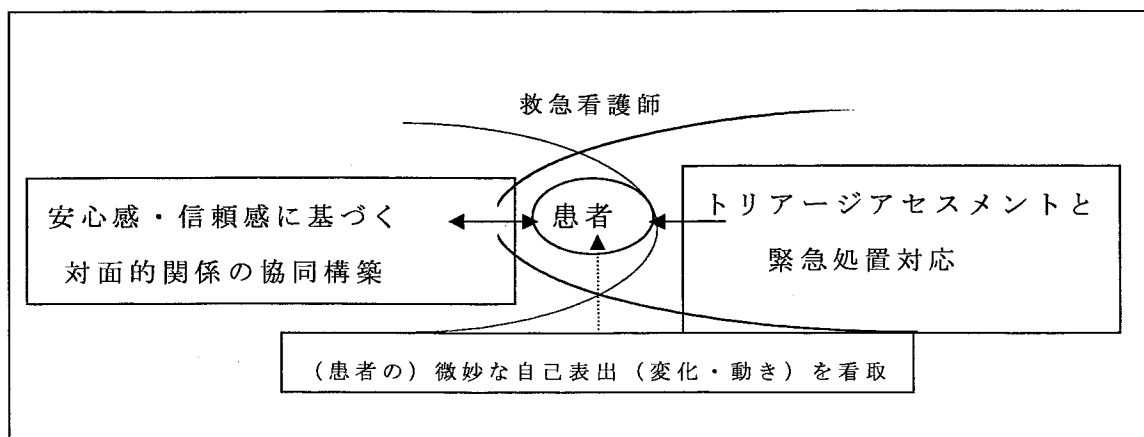 救急看護師
安心感・信頼感に基づく
対面的関係の協同構築
患者
トリアージアセスメントと
緊急処置対応
（患者の）微妙な自己表出（変化・動き）を看取